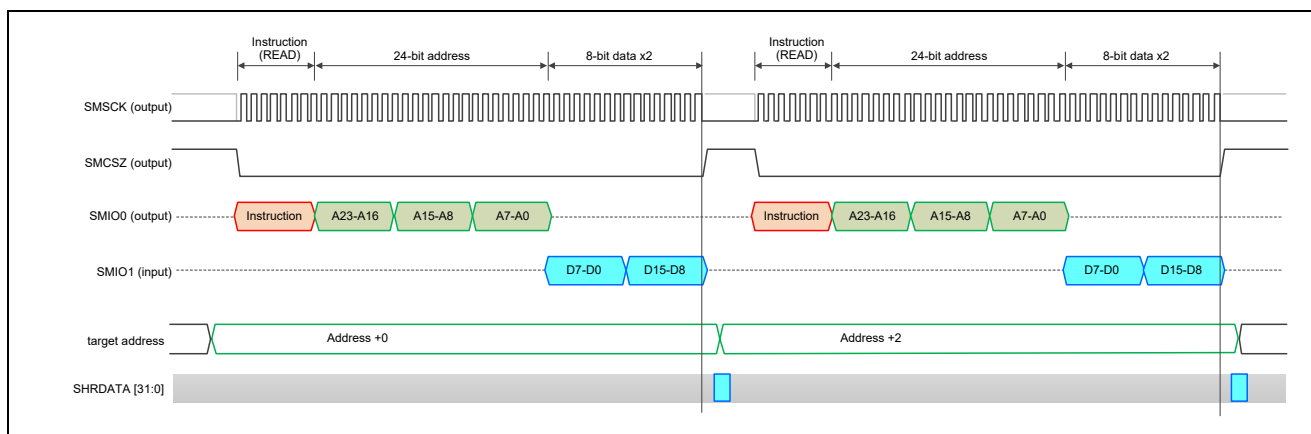 Instruction
(READ)
24-bit address
8-bit data x2
Instruction
(READ)
24-bit address
8-bit data x2
SMSCK (output)
SMCSZ (output)
SMIO0 (output)
Instruction
A23-A16
A15-A8
A7-A0
Instruction
A23-A16
A15-A8
A7-A0
SMIO1 (input)
D7-D0
D15-D8
D7-D0
D15-D8
target address
Address +0
Address +2
SHRDATA [31:0]